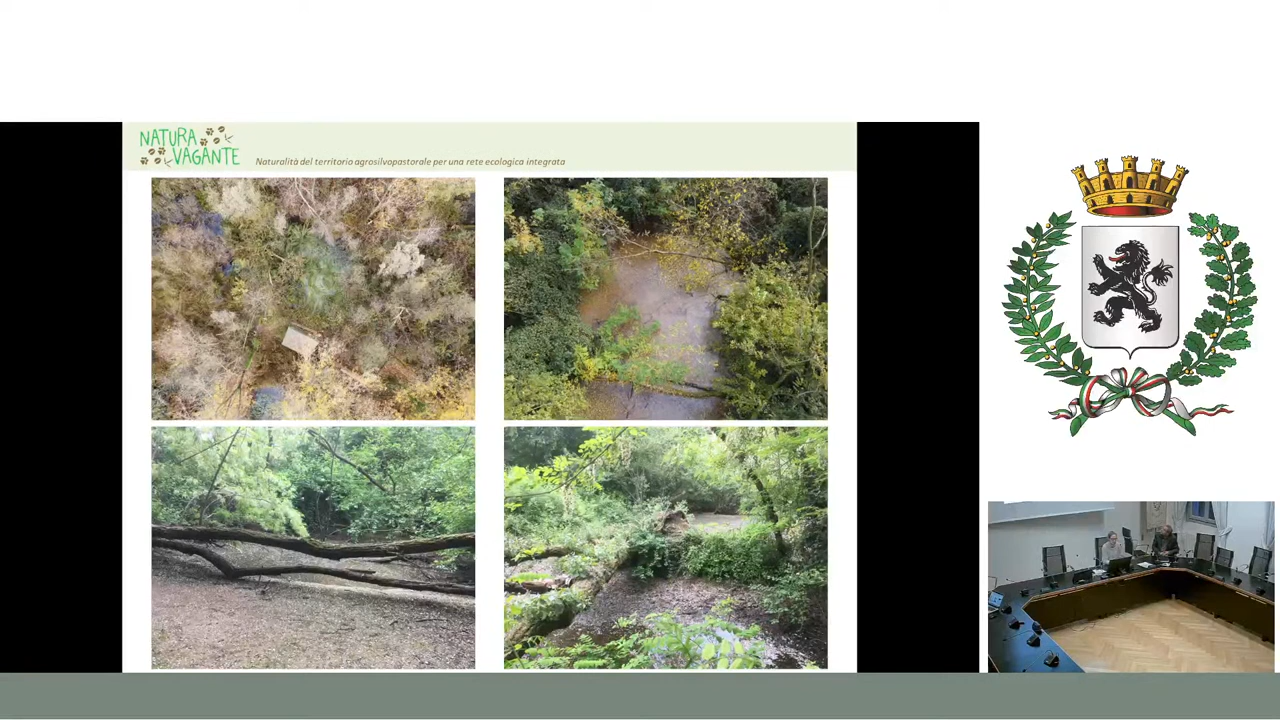 NATURA
VAGANTE
Naturalità del territorio agrosilvopastorale per una rete ecologica integrata